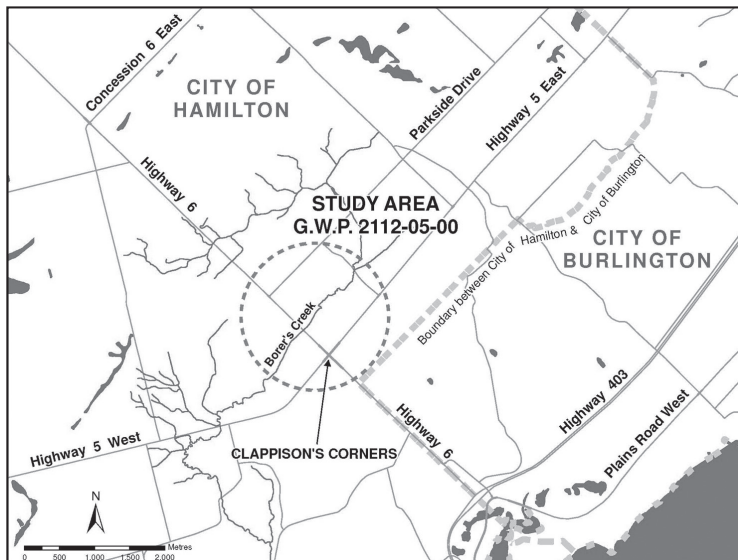 Concession 6 East
CITY OF
HAMILTON
Parkside Drive
Highway 5 East
Highway 6
STUDY AREA
G.W.P. 2112-05-00
Boundary between City of Hamilton & City of Burlington
CITY OF
BURLINGTON
Borer's Creek
Highway 403
Highway 6
Plains Road West
Highway 5 West
CLAPPISON'S CORNERS
N
Metres
0 500 1,000 1,500 2,000